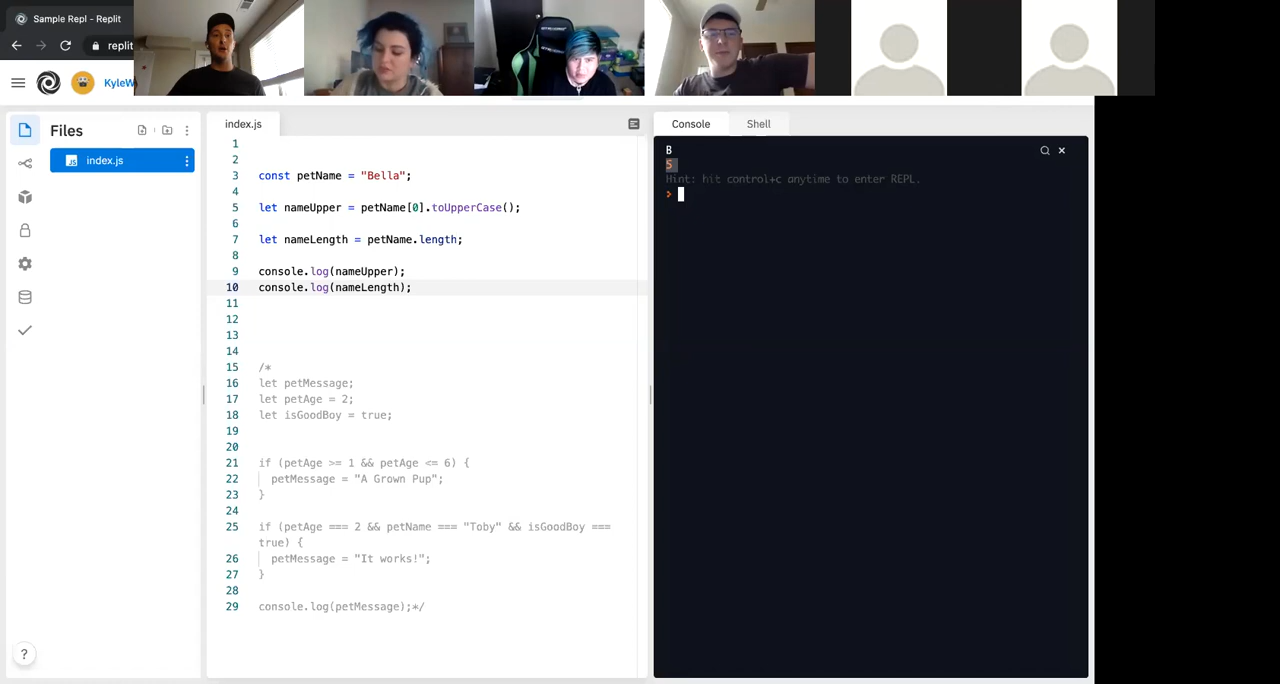 Sample Repl - Replit
replit
KyleW
Files
index.js
index.js
Console
Shell
1
2
3 const petName = "Bella";
4
5 let nameUpper = petName[0].toUpperCase();
6
7 let nameLength = petName.length;
8
9 console.log(nameUpper);
10 console.log(nameLength);
11
12
13
14
15 /*
16 let petMessage;
17 let petAge = 2;
18 let isGoodBoy = true;
19
20
21 if (petAge >= 1 && petAge <= 6) {
22 petMessage = "A Grown Pup";
23 }
24
25 if (petAge === 2 && petName === "Toby" && isGoodBoy ===
true) {
26 petMessage = "It works!";
27 }
28
29 console.log(petMessage);*/
B
5
Hint: hit control+c anytime to enter REPL.
>
?